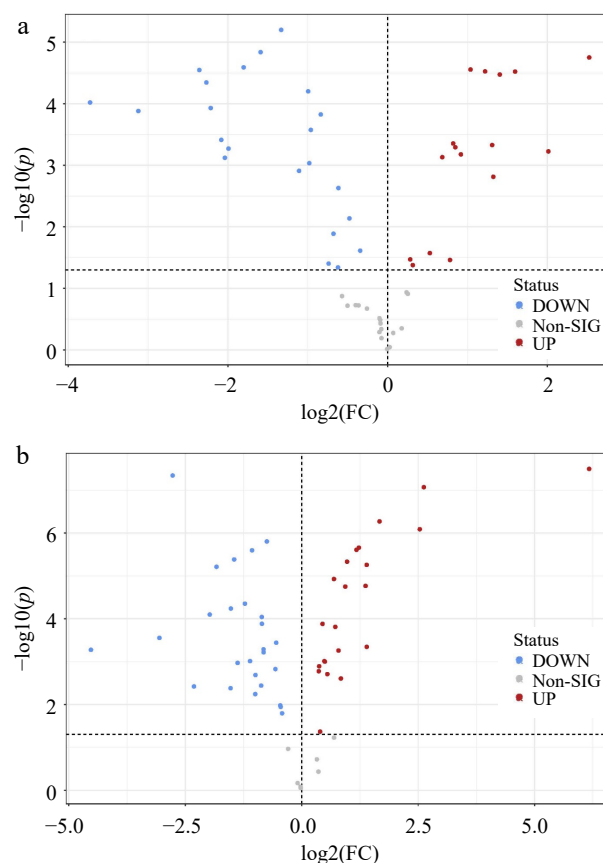 a
5
4
3
2
1
0
−log10(p)
Status
DOWN
Non-SIG
UP
−4
−2
0
2
log2(FC)
b
6
4
2
0
−log10(p)
Status
DOWN
Non-SIG
UP
−5.0
−2.5
0.0
2.5
5.0
log2(FC)